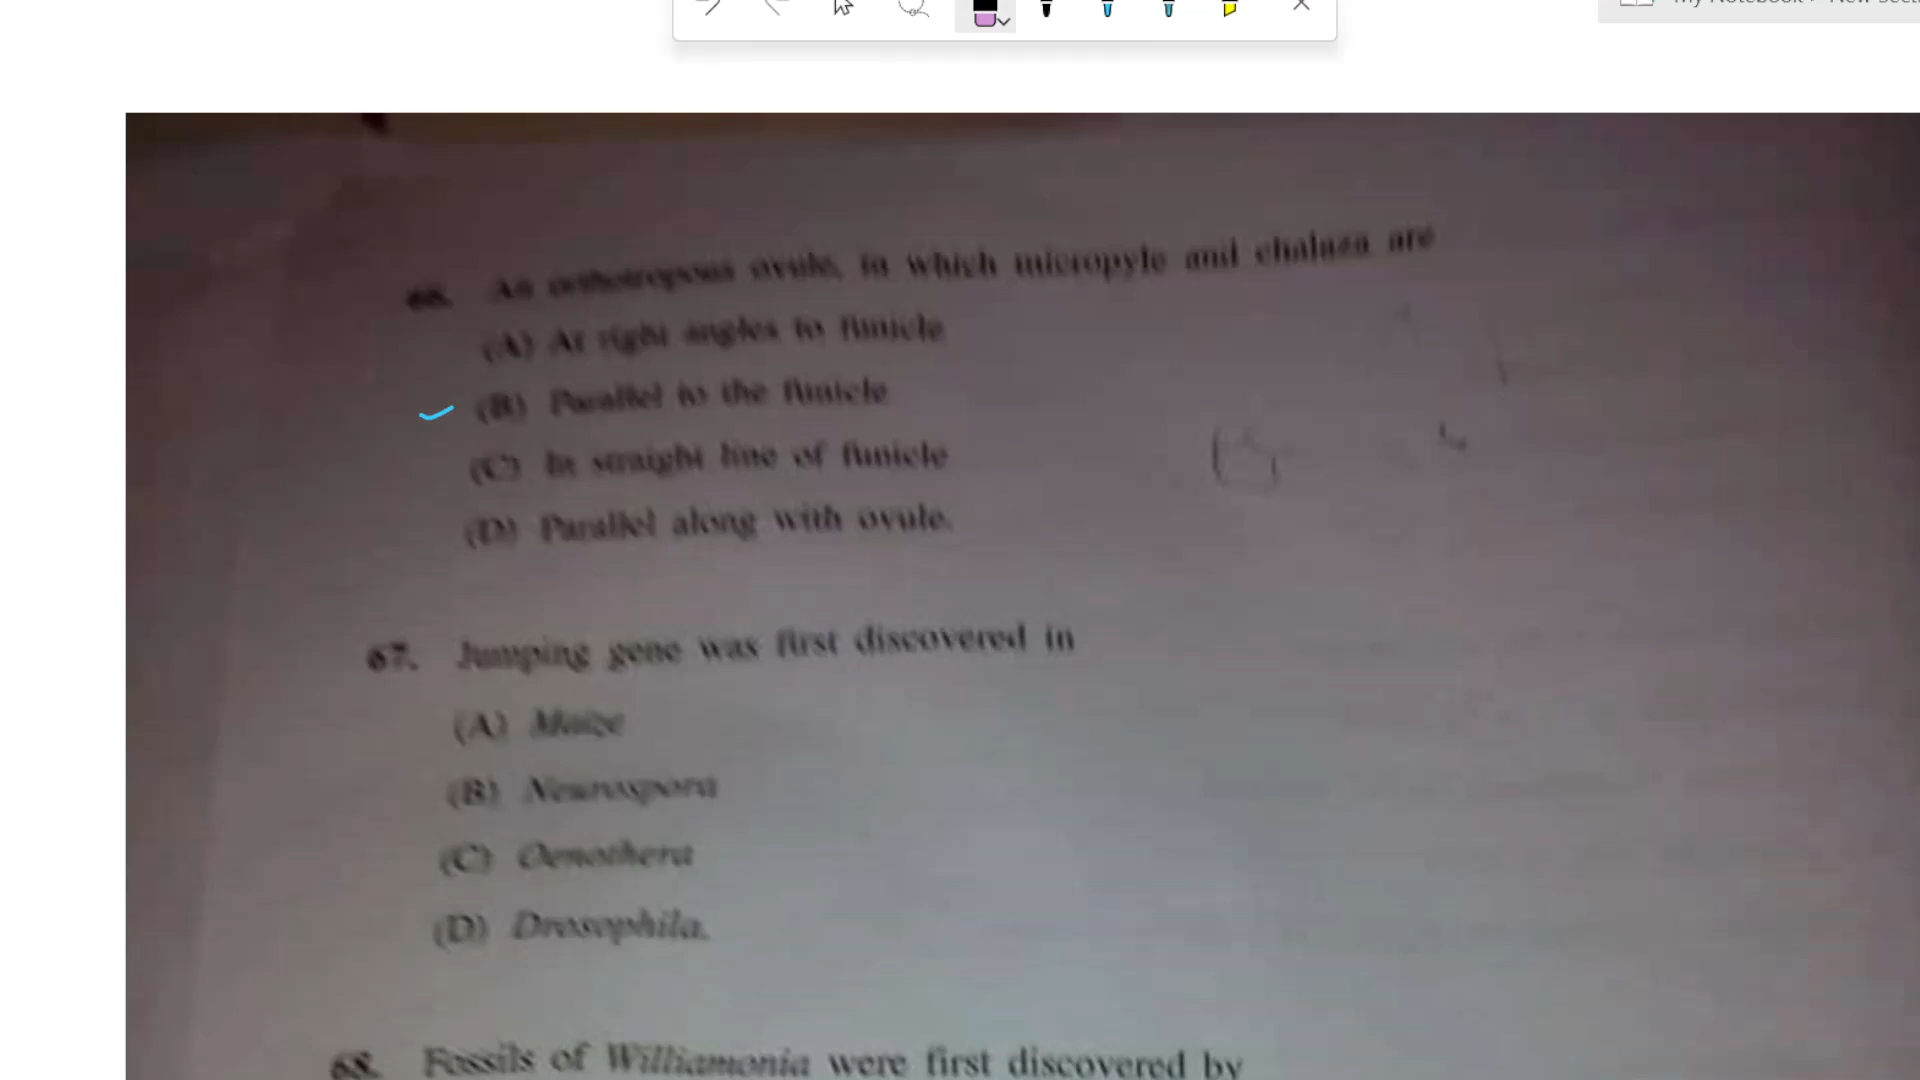 66. An orthotropous ovule, in which micropyle and chalaza are
(A) At right angles to funicle
(B) Parallel to the funicle
(C) In straight line of funicle
(D) Parallel along with ovule.
67. Jumping gene was first discovered in
(A) Maize
(B) Neurospora
(C) Oenothera
(D) Drosophila.
68. Fossils of Williamonia were first discovered by